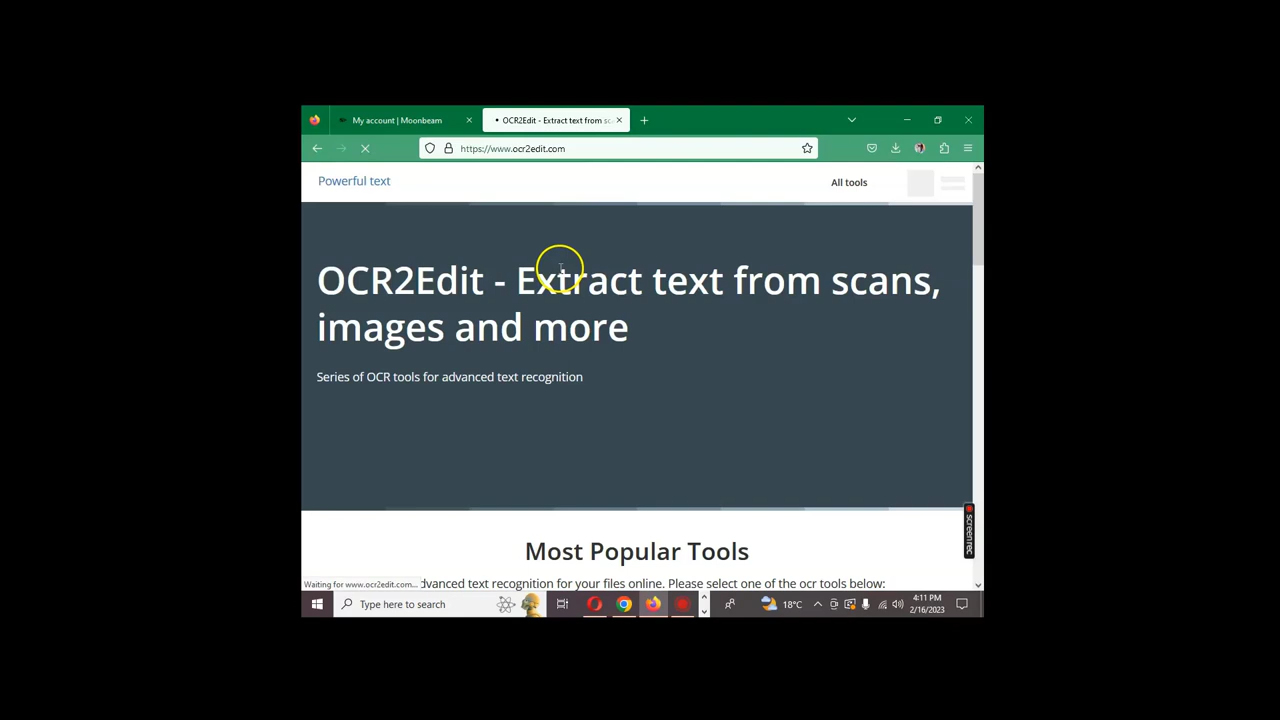 My account | Moonbeam
OCR2Edit - Extract text from sca
https://www.ocr2edit.com
Powerful text
All tools
OCR2Edit - Extract text from scans,
images and more
Series of OCR tools for advanced text recognition
screenrec
Most Popular Tools
Waiting for www.ocr2edit.com...
dvanced text recognition for your files online. Please select one of the ocr tools below:
Type here to search
18°C
4:11 PM
2/16/2023